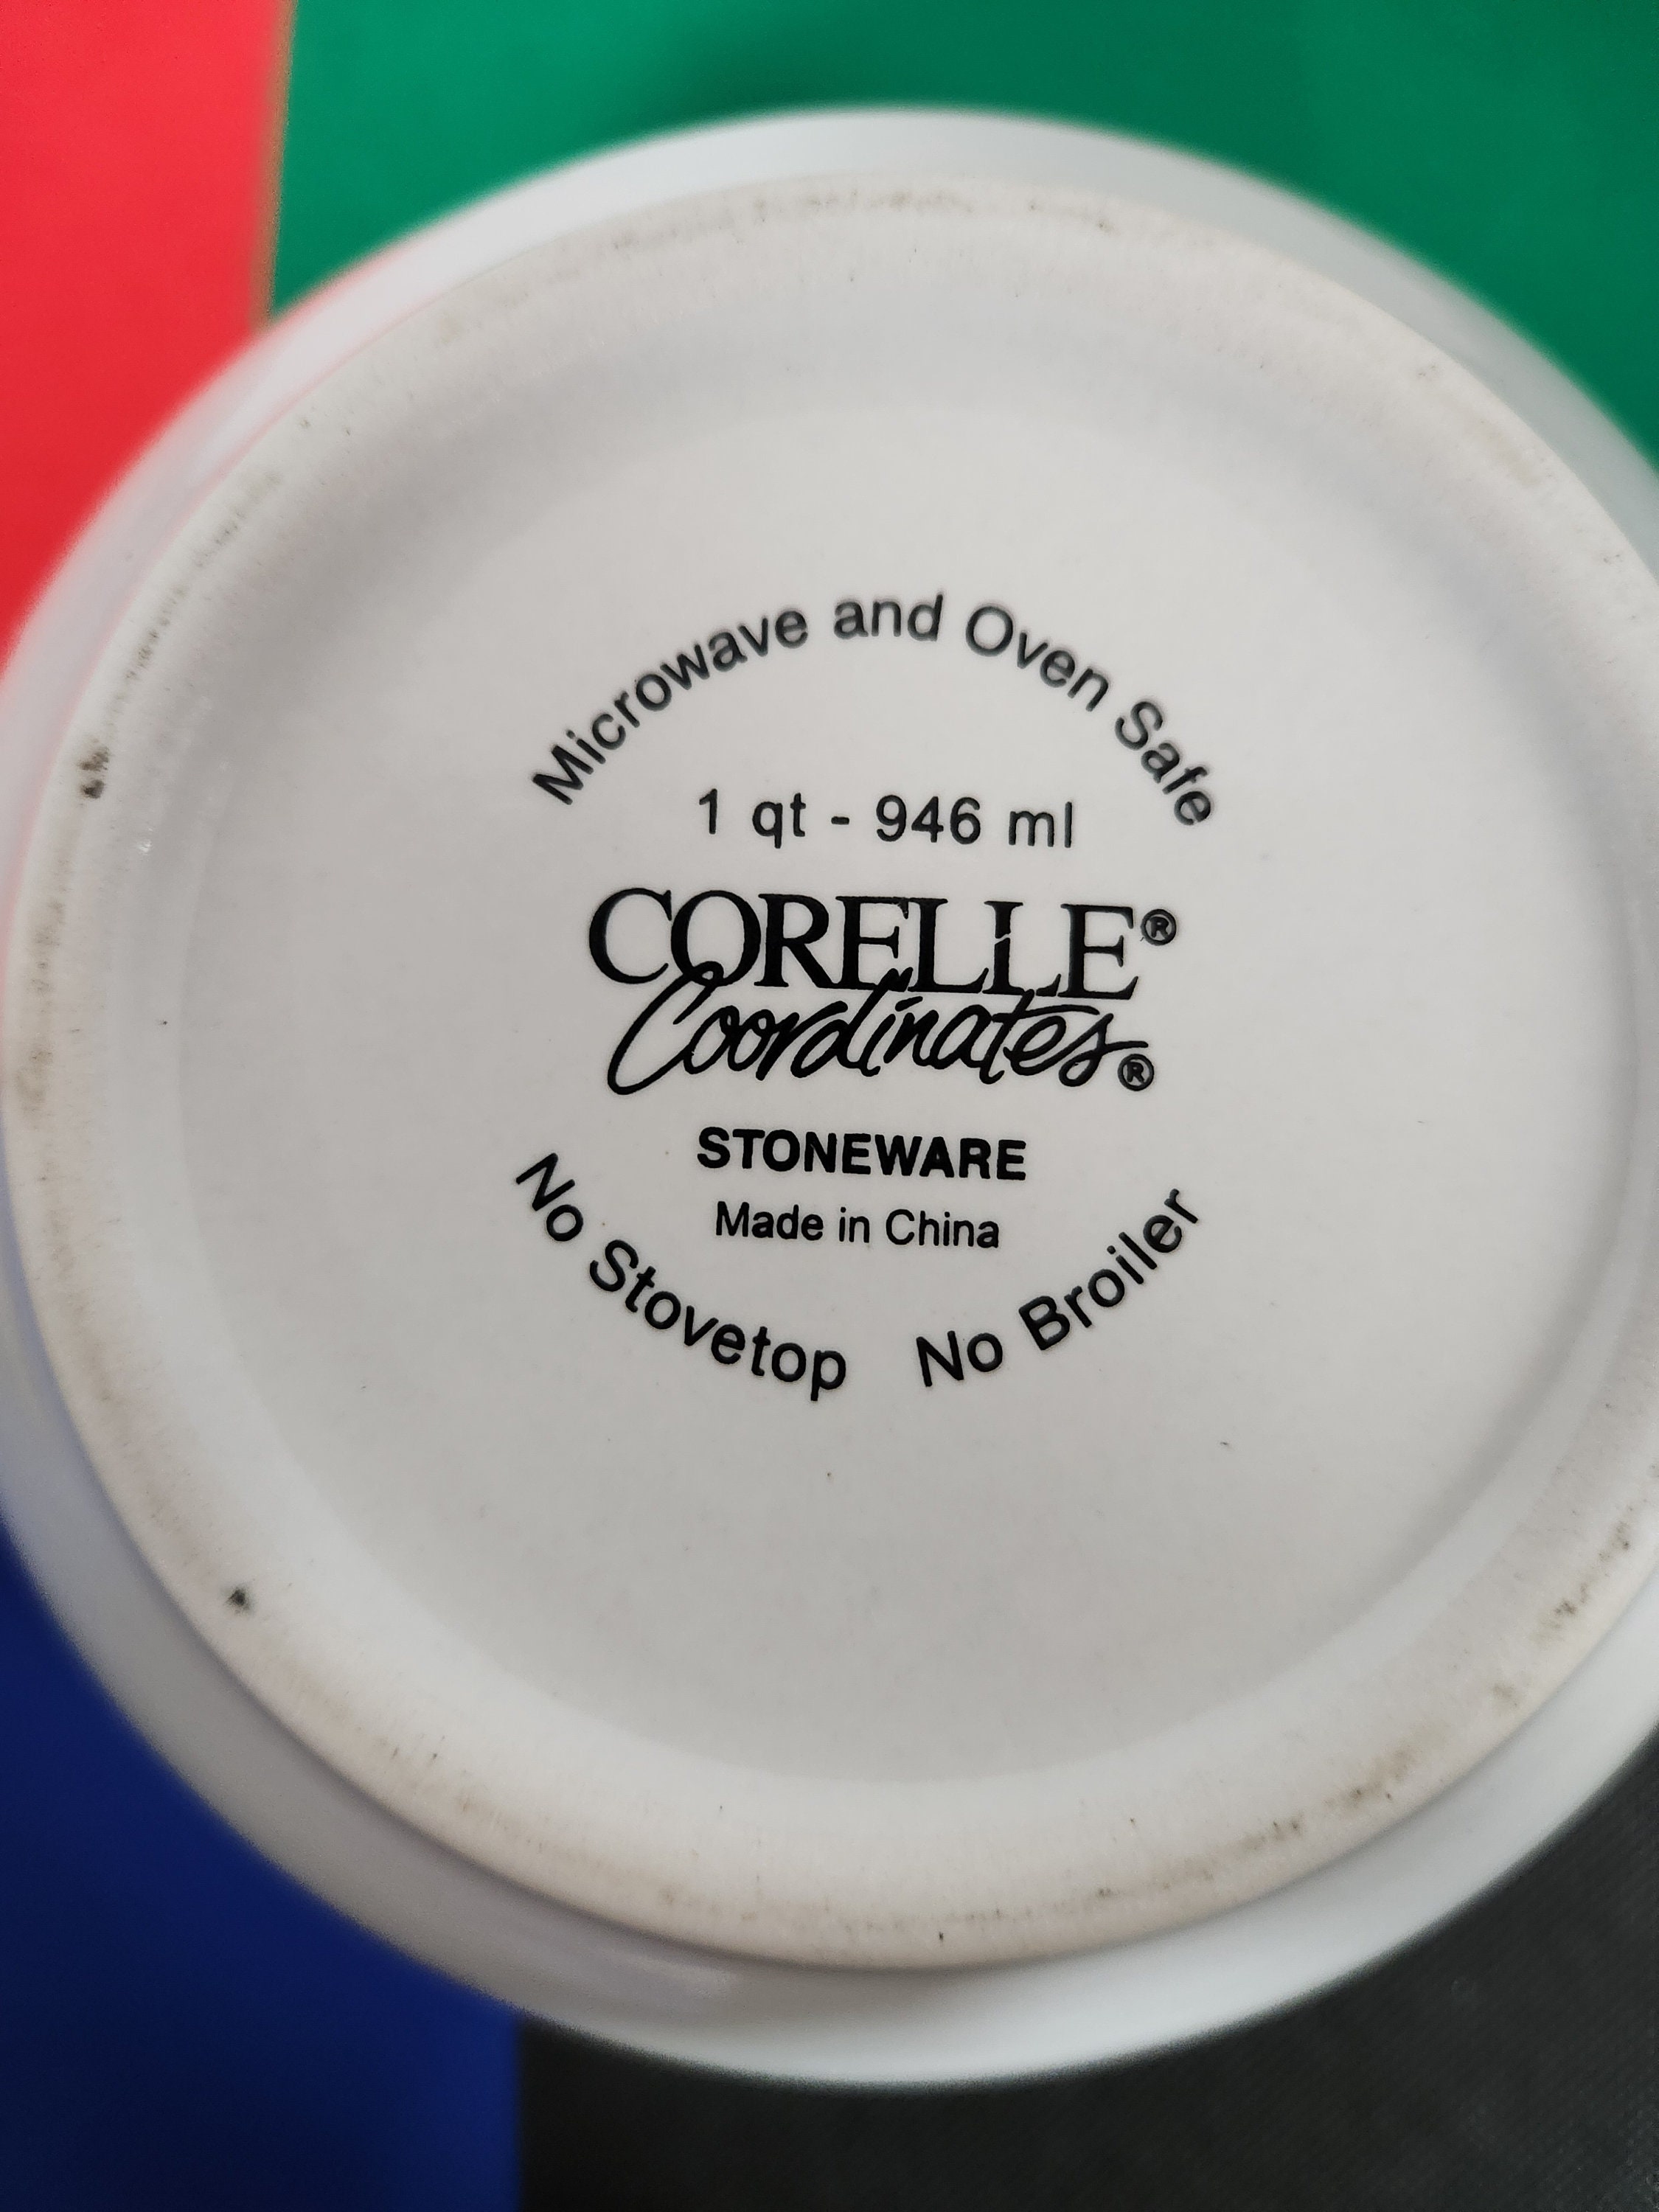 Microwave and Oven Safe
1 qt - 946 ml
CORELLE®
Coordinates®
STONEWARE
Made in China
No Stovetop No Broiler